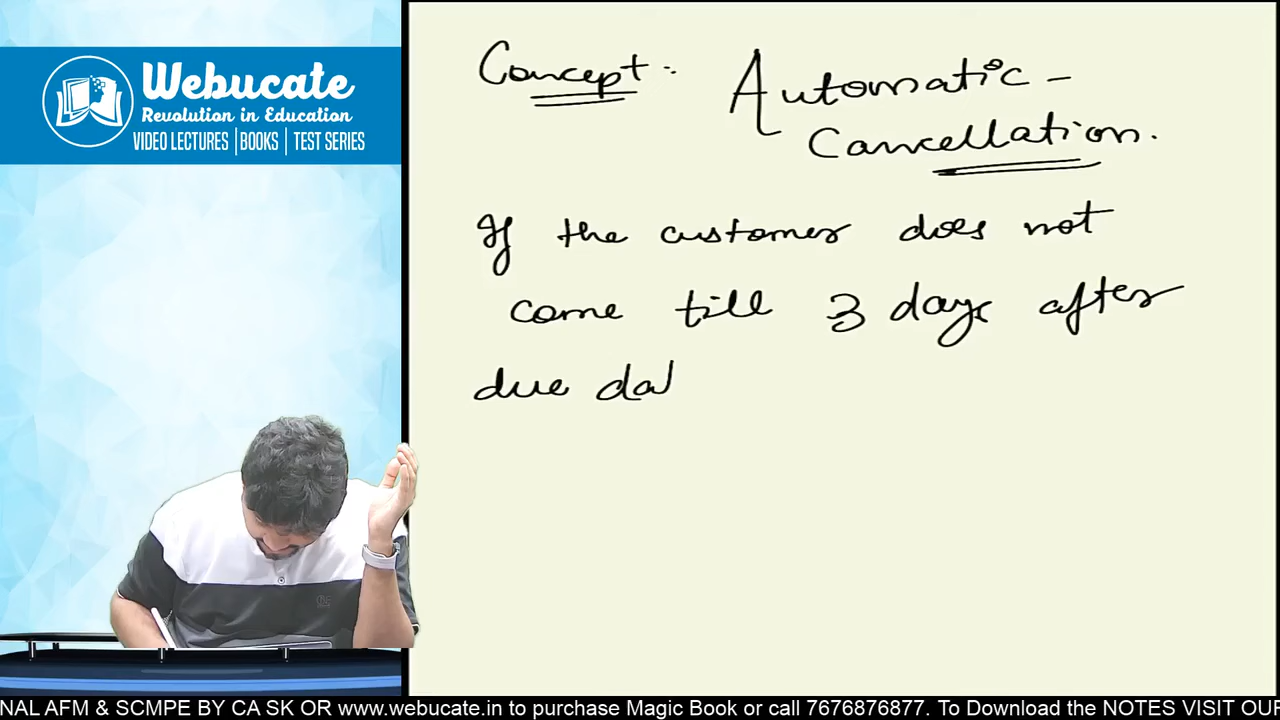 Webucate
Revolution in Education
VIDEO LECTURES | BOOKS | TEST SERIES
Concept: Automatic -
Cancellation.
If the customer does not
come till 3 days after
due dat
NAL AFM & SCMPE BY CA SK OR www.webucate.in to purchase Magic Book or call 7676876877. To Download the NOTES VISIT OUR